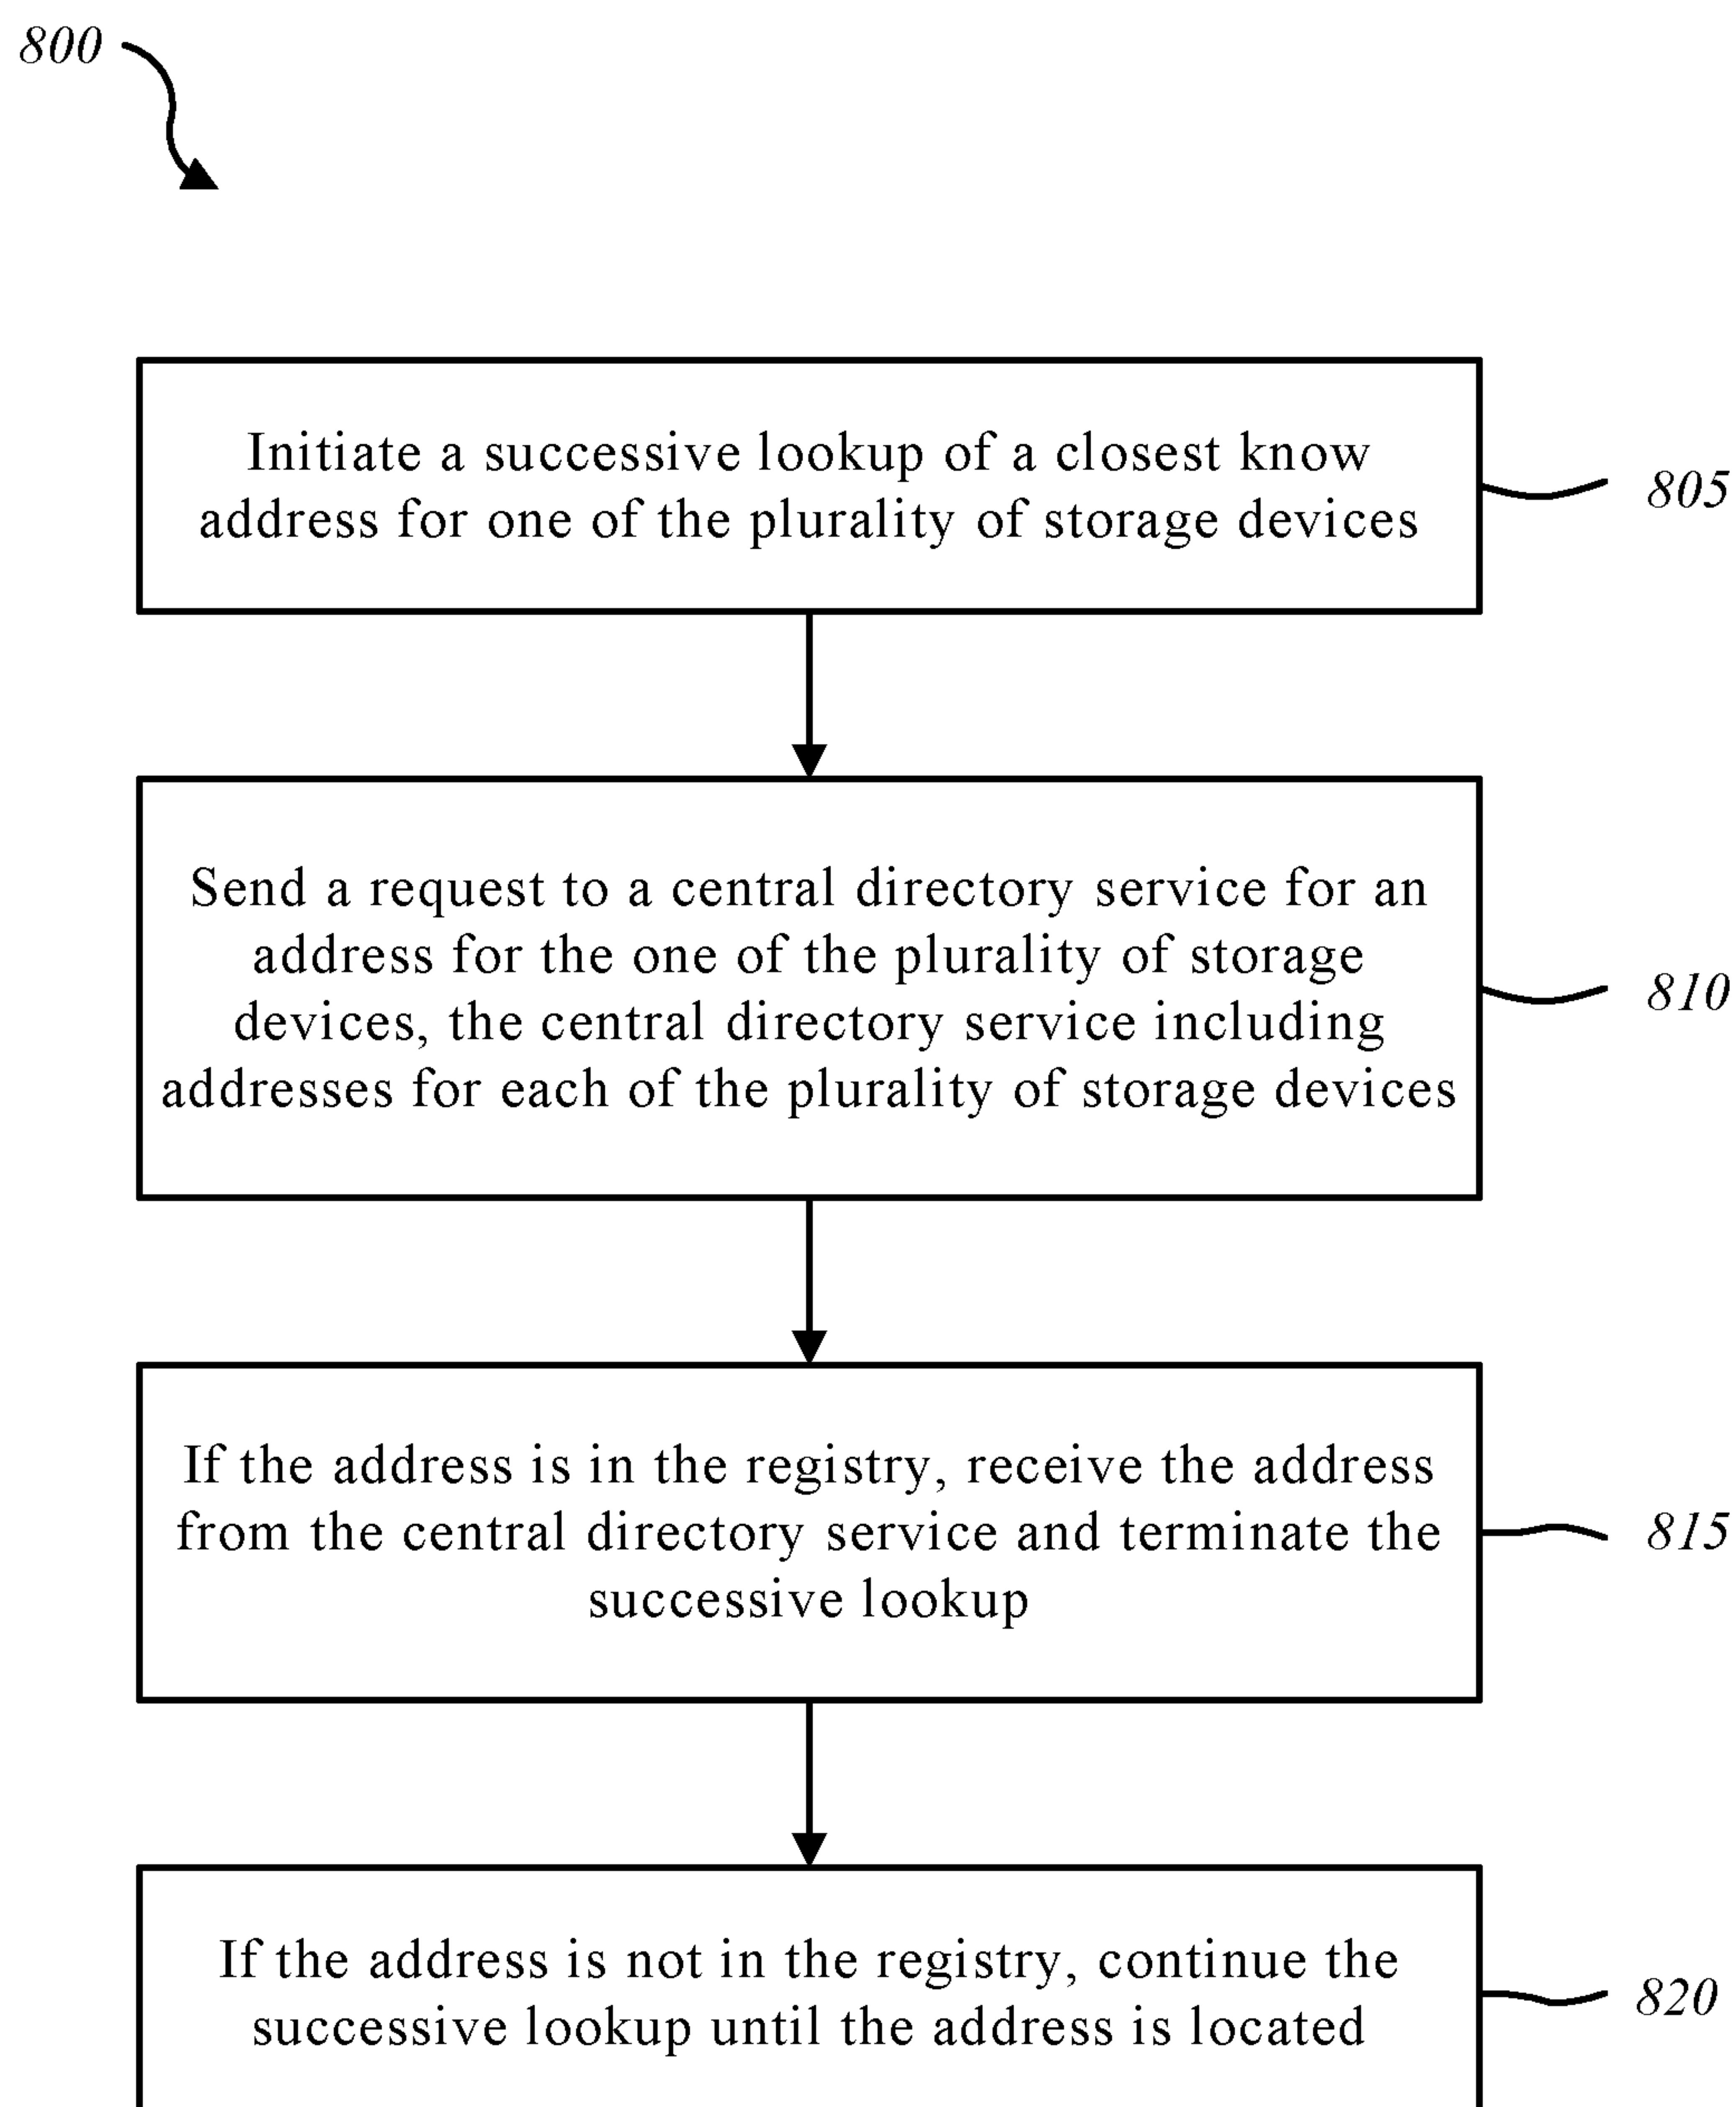 800
Initiate a successive lookup of a closest know
address for one of the plurality of storage devices
805
Send a request to a central directory service for an
address for the one of the plurality of storage
devices, the central directory service including
addresses for each of the plurality of storage devices
810
If the address is in the registry, receive the address
from the central directory service and terminate the
successive lookup
815
If the address is not in the registry, continue the
successive lookup until the address is located
820